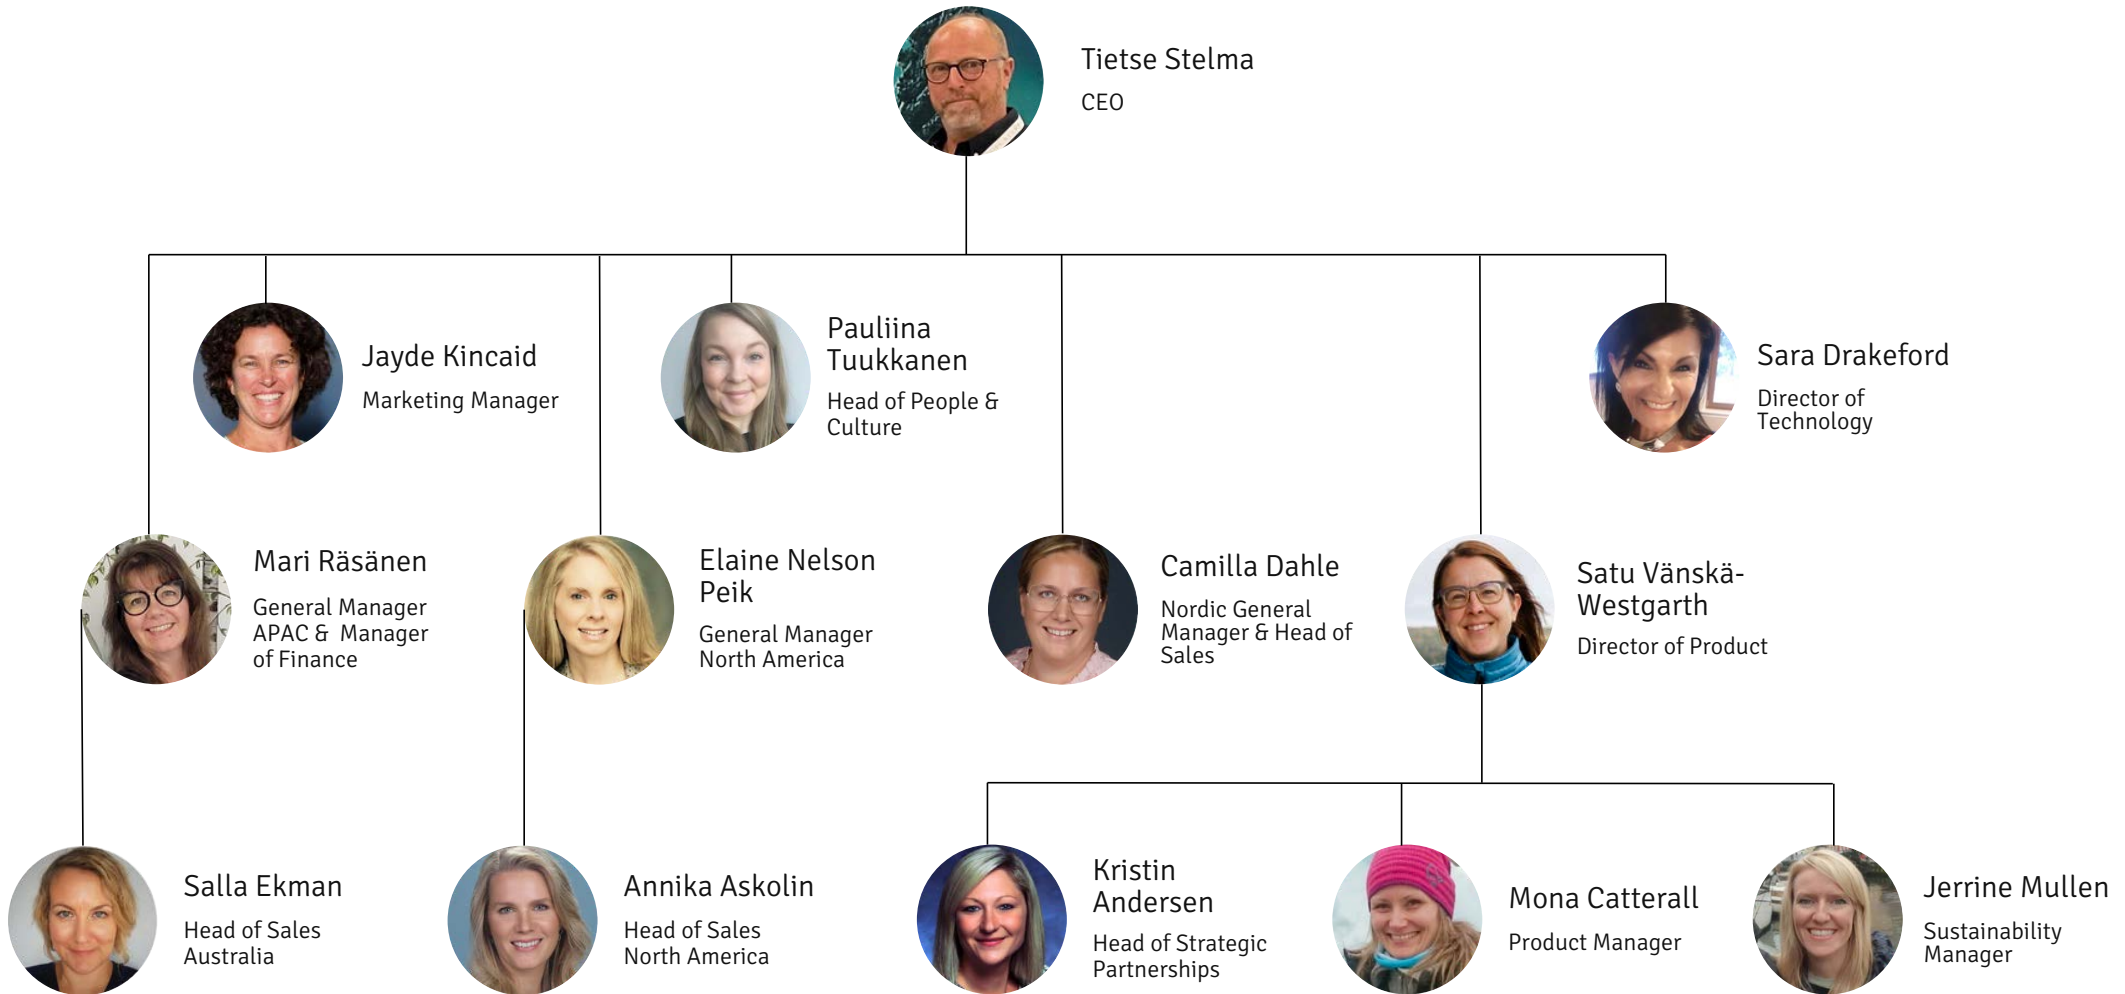 Tietse Stelma
CEO
Jayde Kincaid
Marketing Manager
Pauliina
Tuukkanen
Head of People &
Culture
Sara Drakeford
Director of
Technology
Mari Räsänen
General Manager
APAC & Manager
of Finance
Elaine Nelson
Peik
General Manager
North America
Camilla Dahle
Nordic General
Manager & Head of
Sales
Satu Vänskä-
Westgarth
Director of Product
Salla Ekman
Head of Sales
Australia
Annika Askolin
Head of Sales
North America
Kristin
Andersen
Head of Strategic
Partnerships
Mona Catterall
Product Manager
Jerrine Mullen
Sustainability
Manager